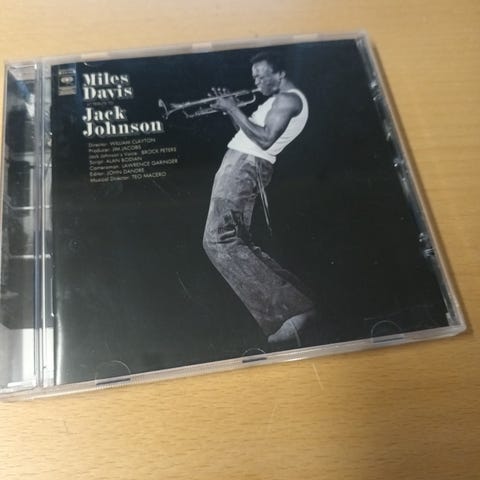 Miles
Davis
A TRIBUTE TO
Jack
Johnson
Director: WILLIAM CLAYTON
Producer: JIM JACOBS
Jack Johnson's Voice: BROCK PETERS
Script: ALAN BODIAN
Cameraman: LAWRENCE GARINGER
Editor: JOHN DANDRE
Musical Director: TEO MACERO